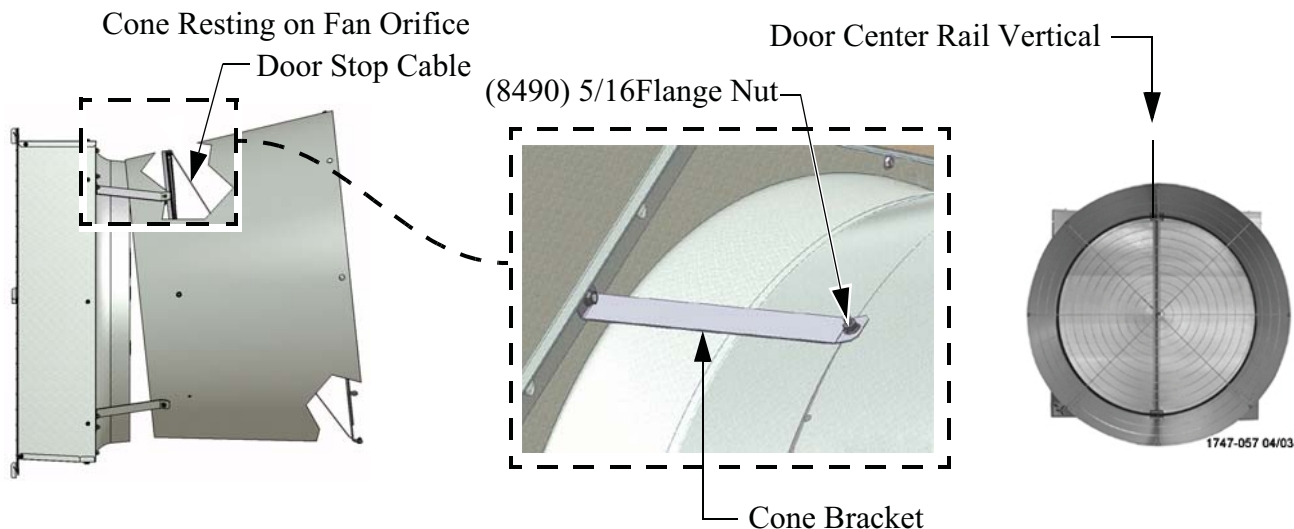 Cone Resting on Fan Orifice
Door Stop Cable
(8490) 5/16Flange Nut
Door Center Rail Vertical
1747-057 04/03
Cone Bracket